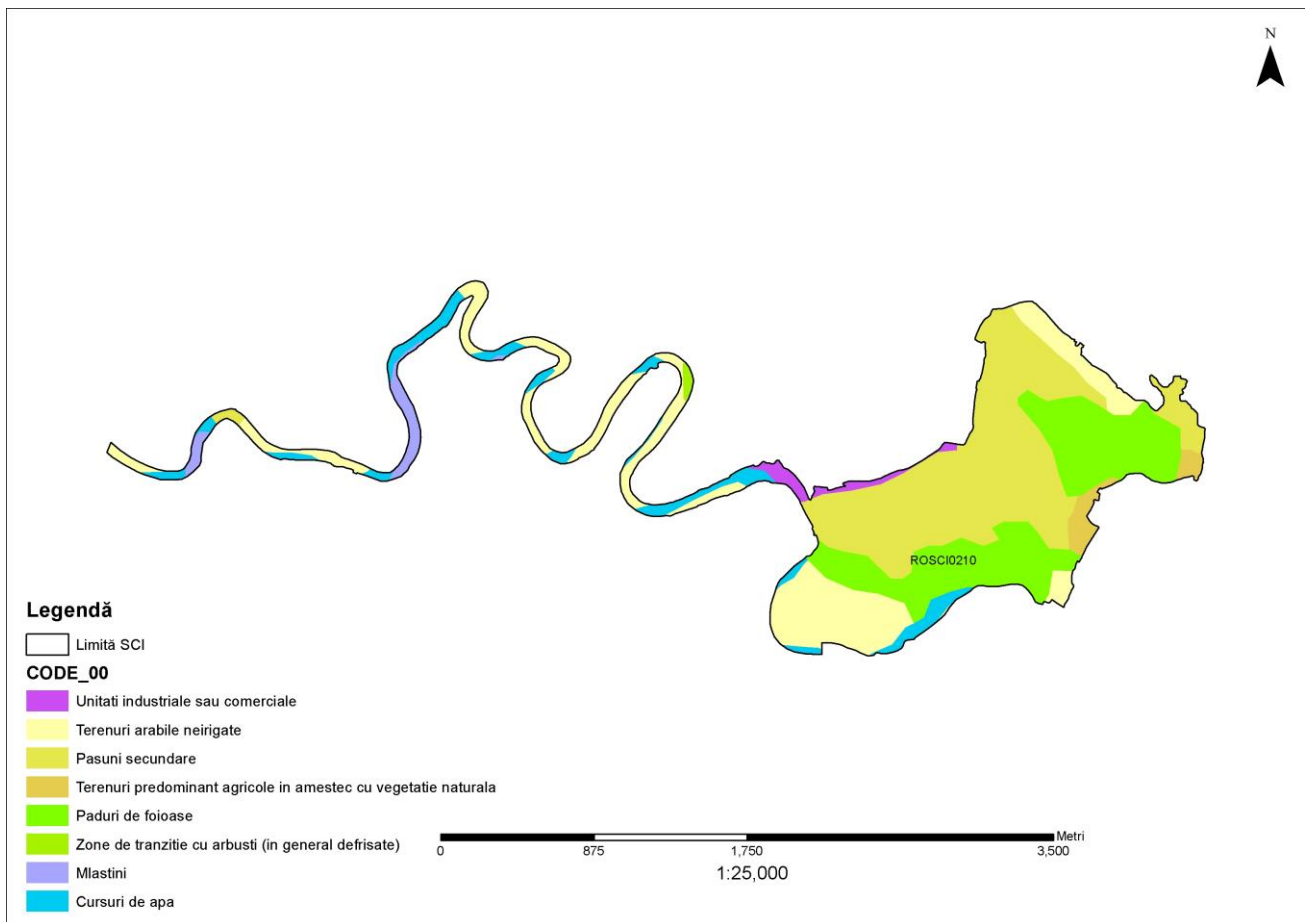 N
ROSCI0210
Legendă
Limită SCI
CODE_00
Unitati industriale sau comerciale
Terenuri arabile neirigate
Pasuni secundare
Terenuri predominant agricole in amestec cu vegetatie naturala
Paduri de foioase
Zone de tranzitie cu arbusti (in general defrisate)
Mlastini
Cursuri de apa
Metri
0 875 1,750 3,500
1:25,000